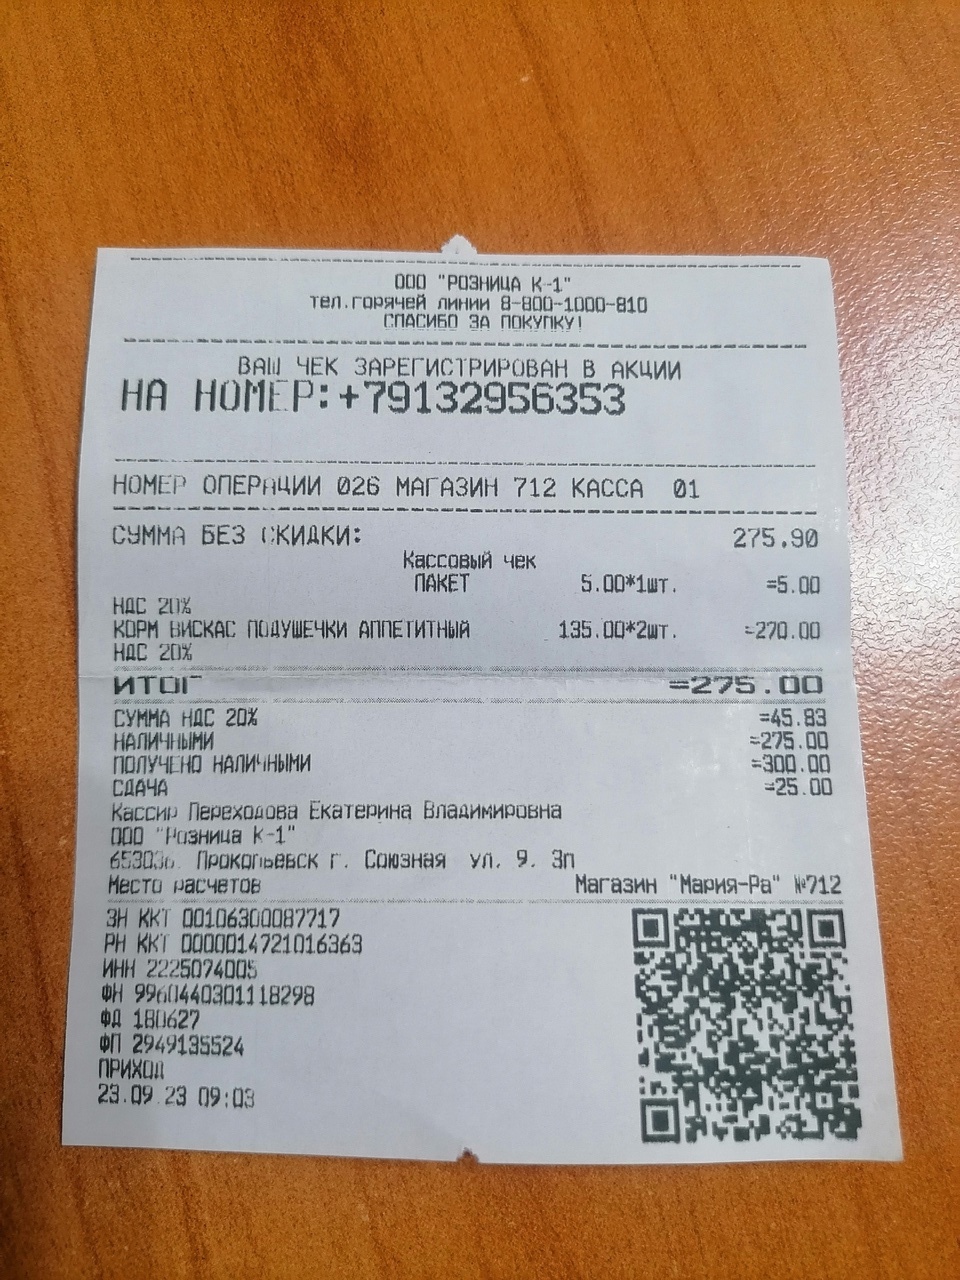 ООО "РОЗНИЦА К-1"
тел.горячей линии 8-800-1000-810
СПАСИБО ЗА ПОКУПКУ!
ВАШ ЧЕК ЗАРЕГИСТРИРОВАН В АКЦИИ
НА НОМЕР:+79132956353
НОМЕР ОПЕРАЦИИ 026 МАГАЗИН 712 КАССА 01
СУММА БЕЗ СКИДКИ: 275.90
Кассовый чек
ПАКЕТ 5.00*1шт. =5.00
НДС 20%
КОРМ ВИСКАС ПОДУШЕЧКИ АППЕТИТНЫЙ 135.00*2шт. =270.00
НДС 20%
ИТОГ =275.00
СУММА НДС 20% =45.83
НАЛИЧНЫМИ =275.00
ПОЛУЧЕНО НАЛИЧНЫМИ =300.00
СДАЧА =25.00
Кассир Переходова Екатерина Владимировна
ООО "Розница К-1"
Прокопьевск г. Союзная ул. 9. 3п
Место расчетов Магазин "Мария-Ра" №712
ЗН ККТ 00106300087717
РН ККТ 0000014721016363
ИНН 2225074005
ФН 9960440301118298
ФД 180627
ФП 2949135524
ПРИХОД
23.09.23 09:03